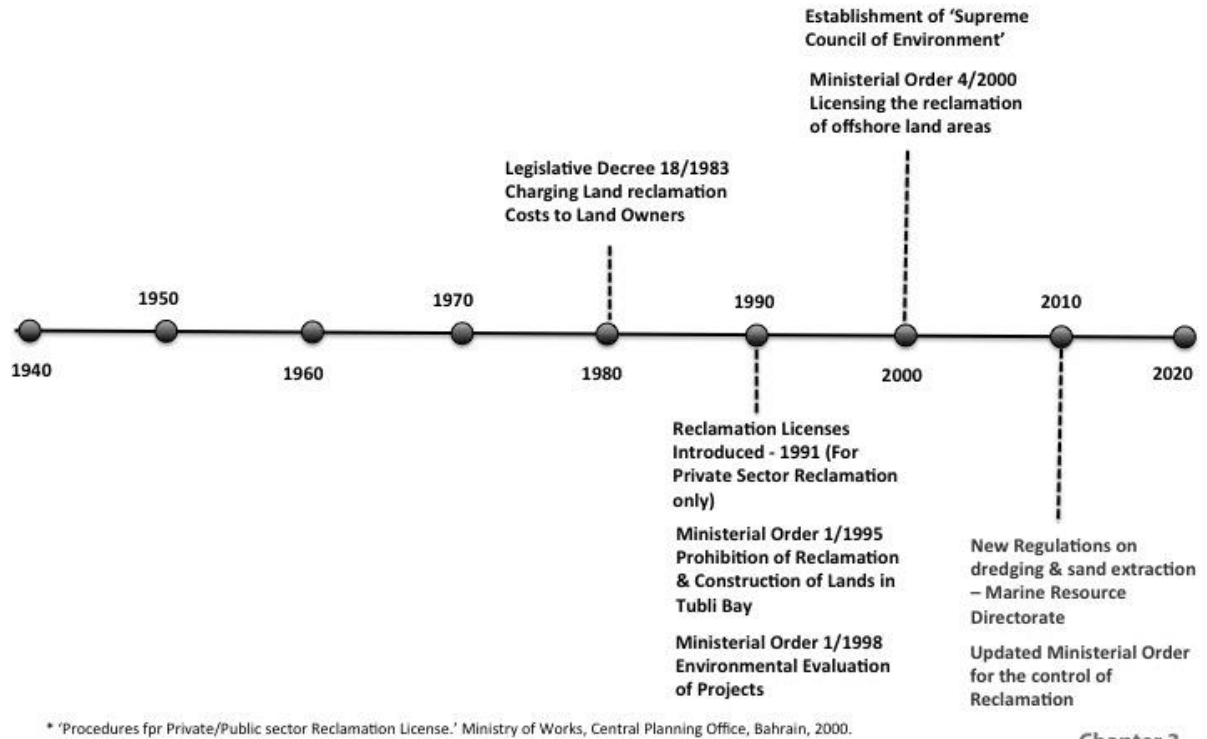 Establishment of ‘Supreme
Council of Environment’
Ministerial Order 4/2000
Licensing the reclamation
of offshore land areas
Legislative Decree 18/1983
Charging Land reclamation
Costs to Land Owners
1950
1970
1990
2010
1940
1960
1980
2000
2020
Reclamation Licenses
Introduced - 1991 (For
Private Sector Reclamation
only)
Ministerial Order 1/1995
Prohibition of Reclamation
& Construction of Lands in
Tubli Bay
Ministerial Order 1/1998
Environmental Evaluation
of Projects
New Regulations on
dredging & sand extraction
– Marine Resource
Directorate
Updated Ministerial Order
for the control of
Reclamation
* ‘Procedures fpr Private/Public sector Reclamation License.’ Ministry of Works, Central Planning Office, Bahrain, 2000.